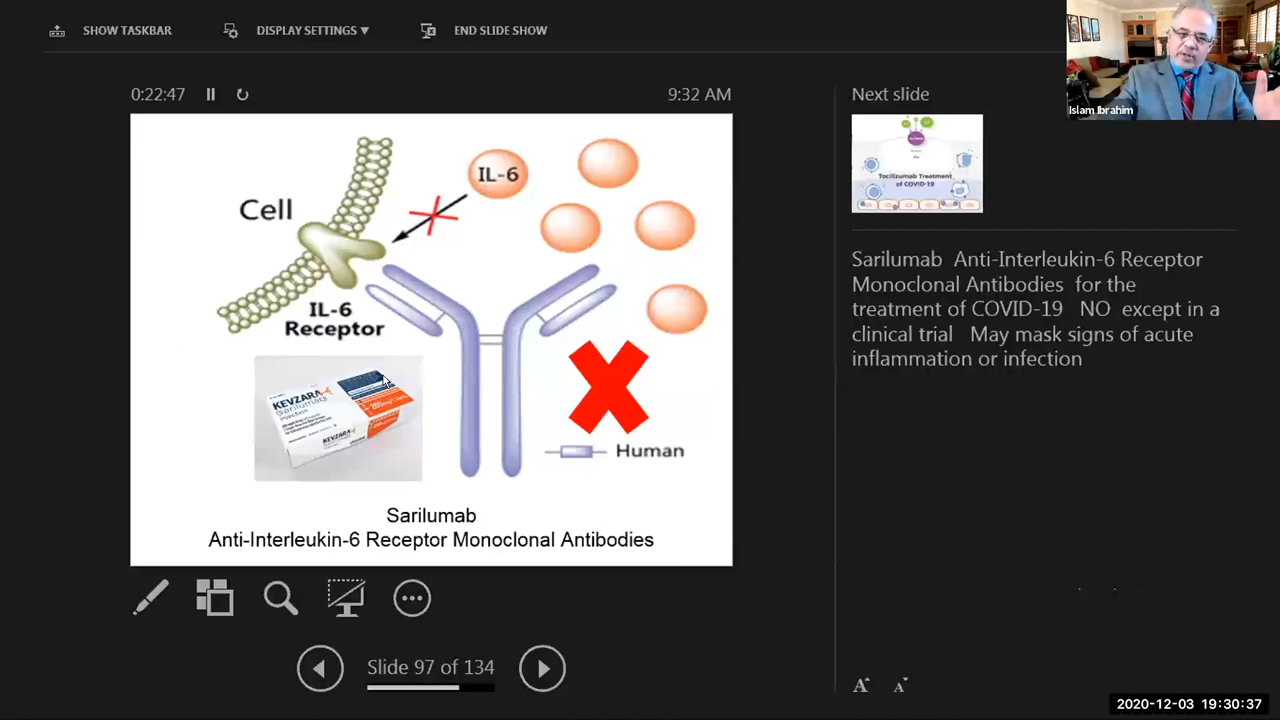 SHOW TASKBAR
DISPLAY SETTINGS ▼
END SLIDE SHOW
0:22:47
9:32 AM
Next slide
Islam Ibrahim
IL-6
Cell
IL-6
Receptor
KEVZARA
(sarilumab)
injection
KEVZARA
Human
Sarilumab
Anti-Interleukin-6 Receptor Monoclonal Antibodies
Tocilizumab Treatment
of COVID-19
Sarilumab Anti-Interleukin-6 Receptor
Monoclonal Antibodies for the
treatment of COVID-19 NO except in a
clinical trial May mask signs of acute
inflammation or infection
Slide 97 of 134
A A
2020-12-03 19:30:37